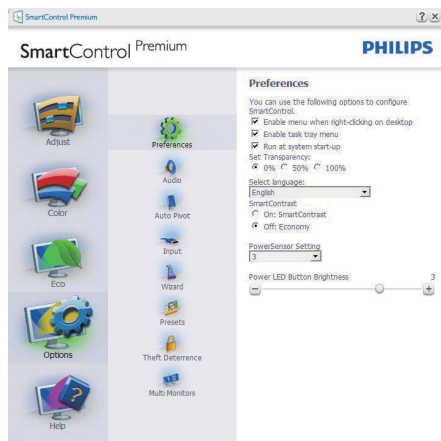 SmartControl Premium
SmartControl Premium
PHILIPS
Adjust
Color
Eco
Options
Help
Preferences
Audio
Auto Pivot
Input
Wizard
Presets
Theft Deterrence
Multi Monitors
Preferences
You can use the following options to configure
SmartControl.
Enable menu when right-clicking on desktop
Enable task tray menu
Run at system start-up
Set Transparency:
0% 50% 100%
Select language:
English
SmartContrast
On: SmartContrast
Off: Economy
PowerSensor Setting
3
Power LED Button Brightness 3